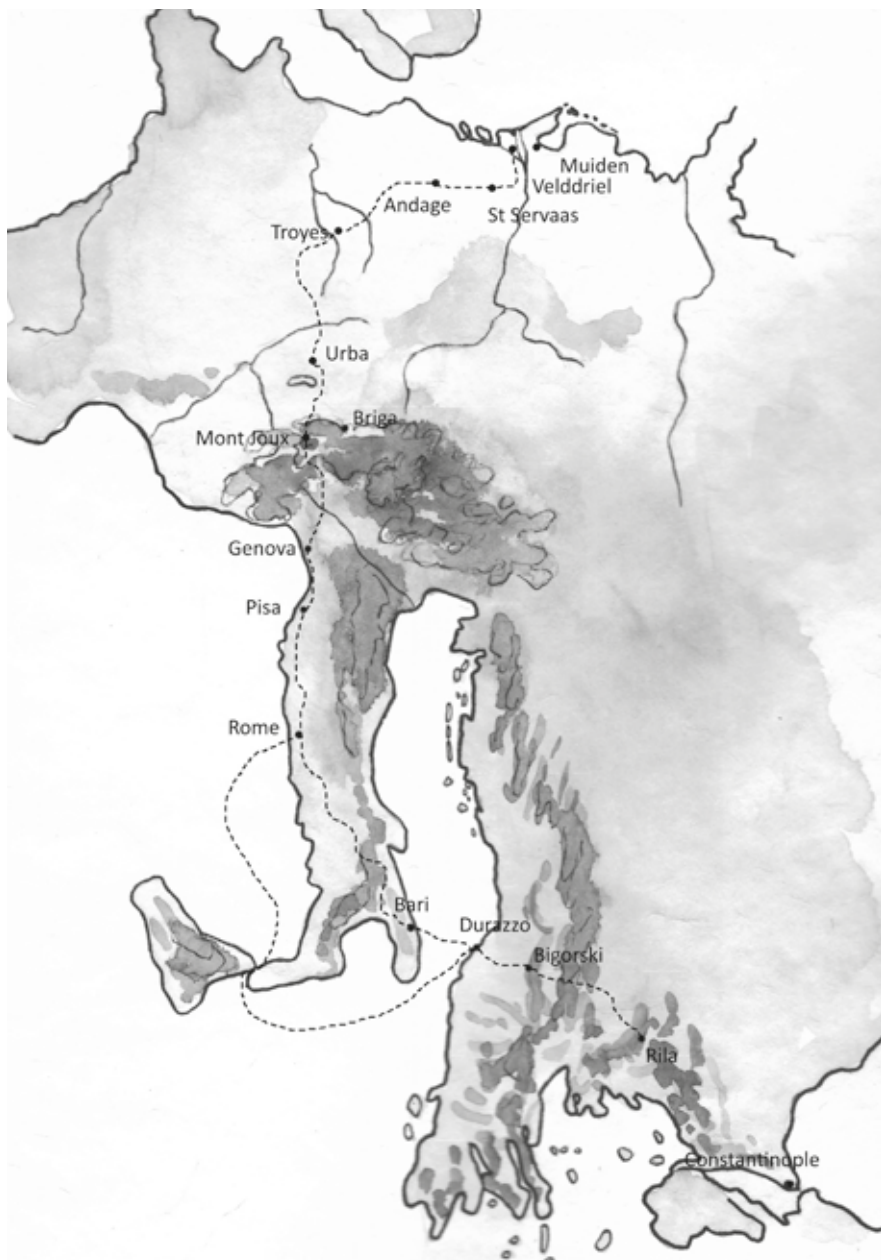 Muiden
Velddriel
Andage
St Servaas
Troyes
Urba
Briga
Mont Joux
Genova
Pisa
Rome
Bari
Durazzo
Bigorski
Rila
Constantinople